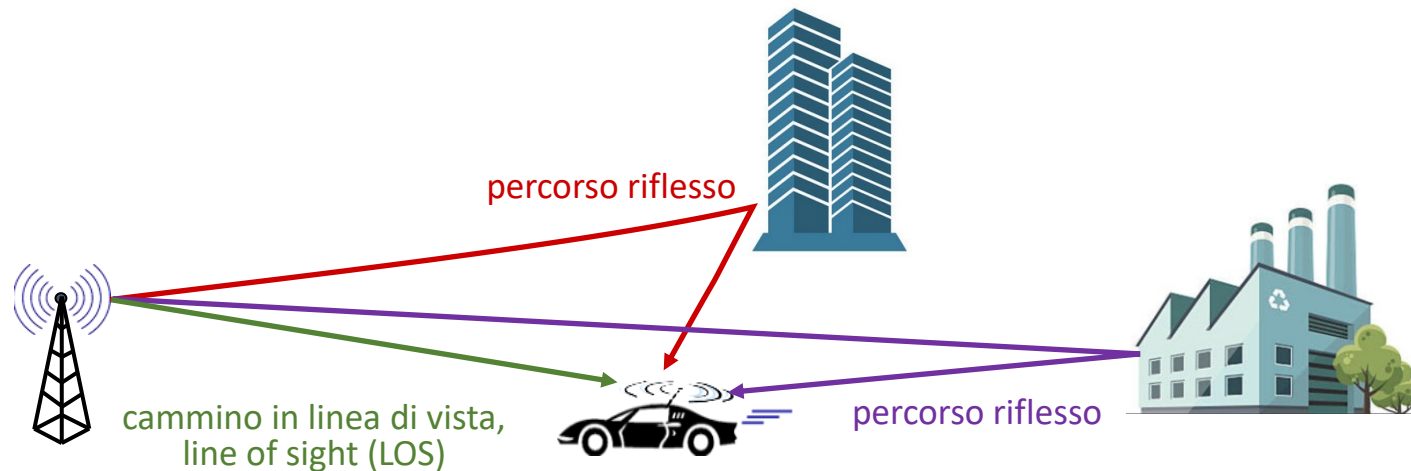 percorso riflesso
cammino in linea di vista,
line of sight (LOS)
percorso riflesso